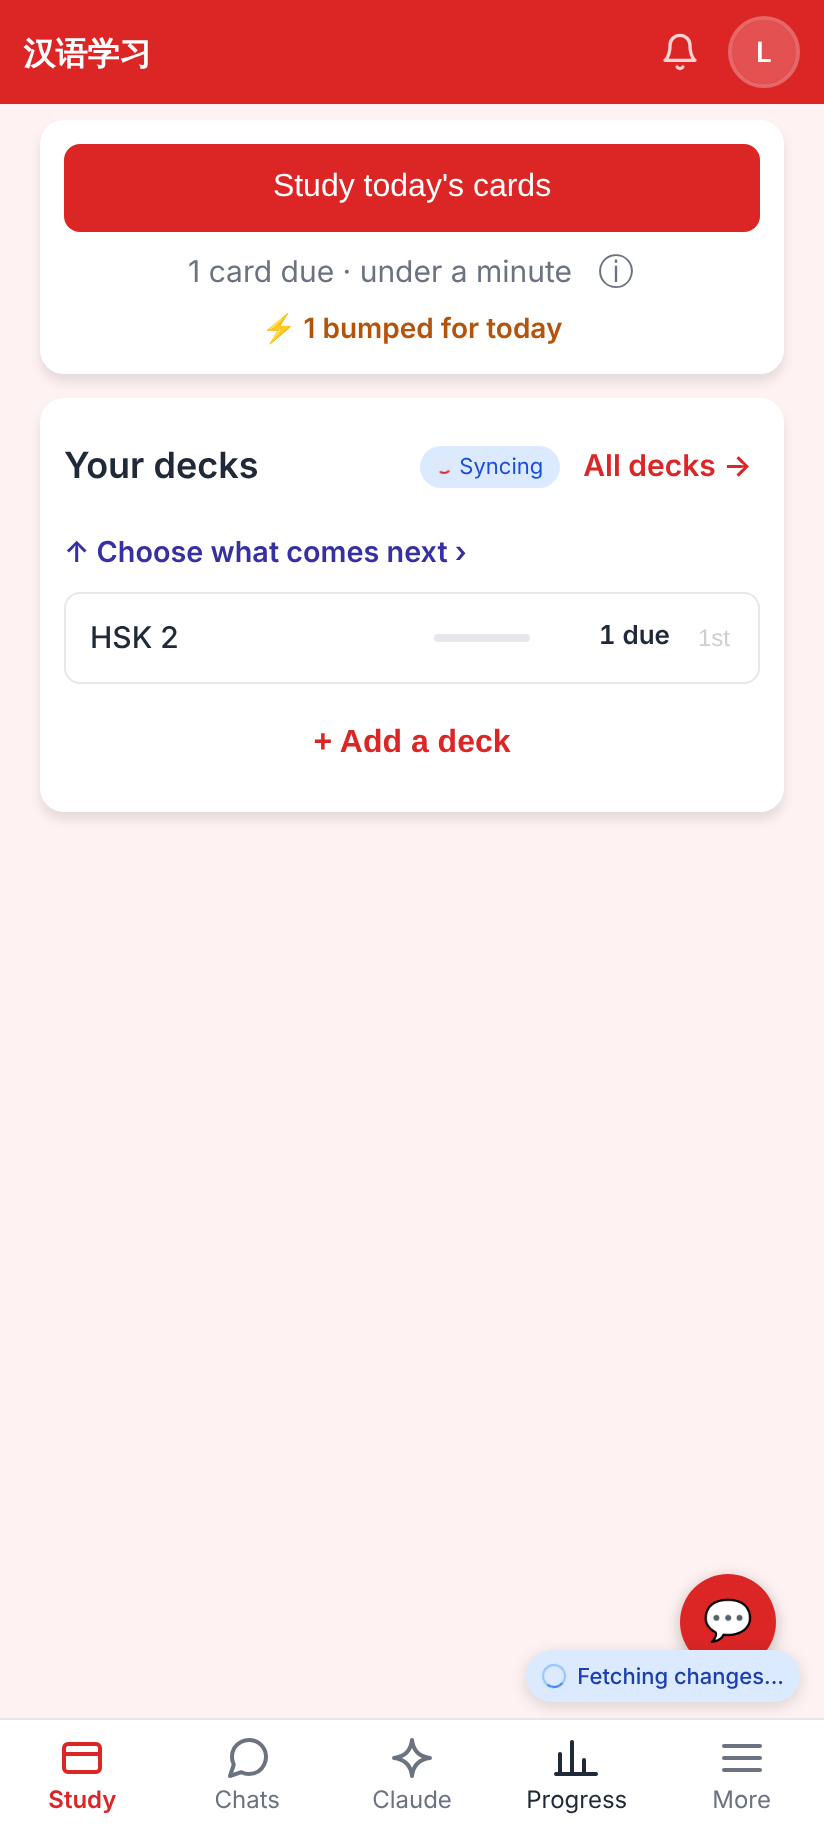 汉语学习
L
Study today's cards
1 card due · under a minute ⓘ
⚡ 1 bumped for today
Your decks
Syncing
All decks →
↑ Choose what comes next ›
HSK 2
1 due
1st
+ Add a deck
Fetching changes...
Study
Chats
Claude
Progress
More